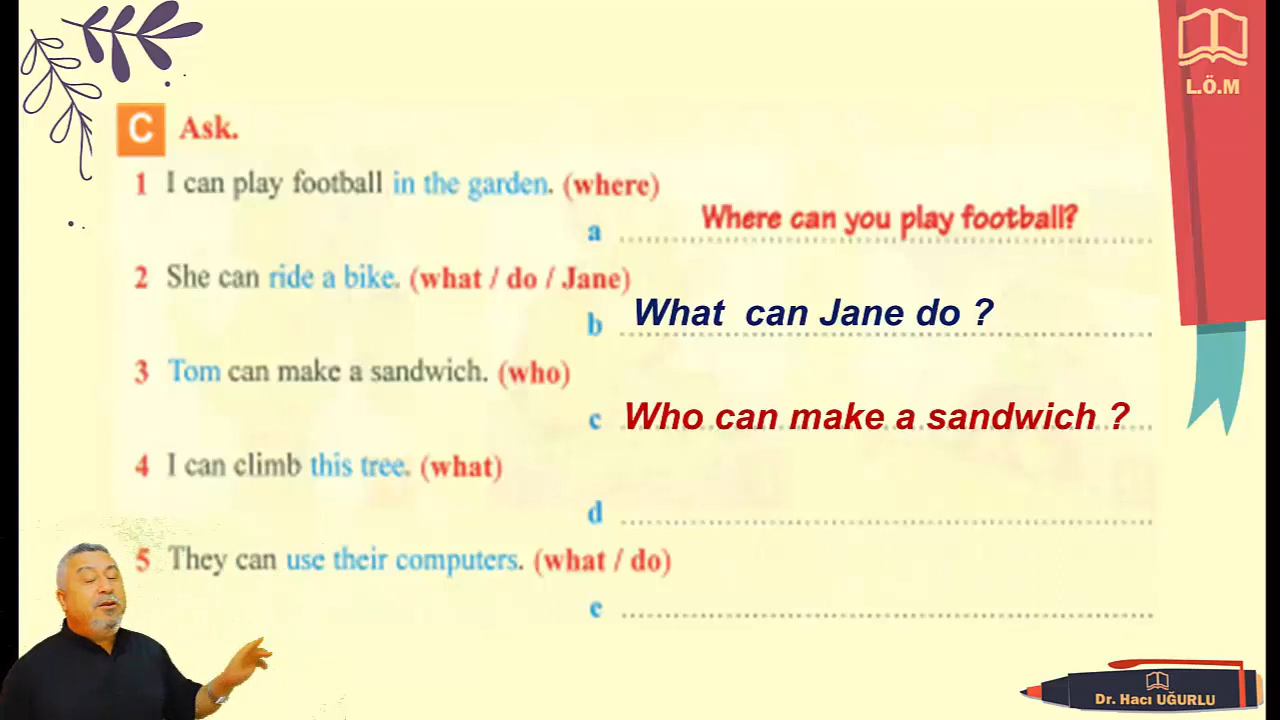 L.Ö.M
C Ask.
1 I can play football in the garden. (where)
a Where can you play football?
2 She can ride a bike. (what / do / Jane)
b What can Jane do ?
3 Tom can make a sandwich. (who)
c Who can make a sandwich ?
4 I can climb this tree. (what)
d
5 They can use their computers. (what / do)
e
Dr. Hacı UĞURLU